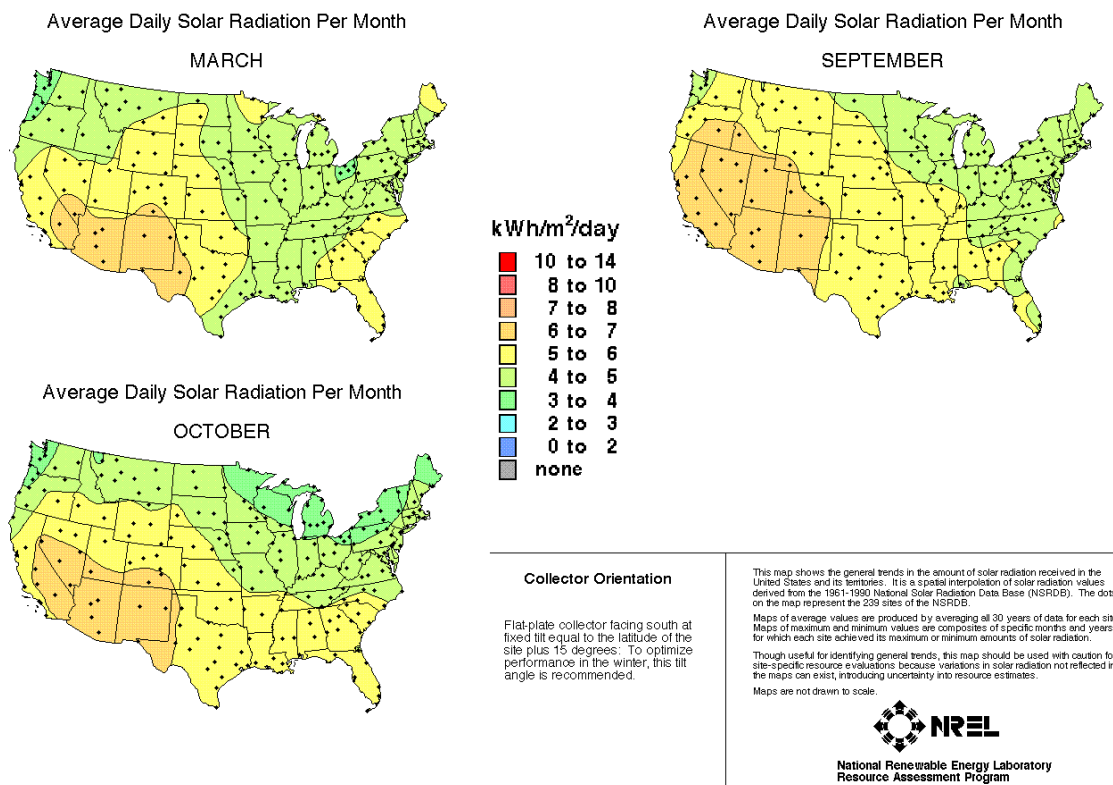 Average Daily Solar Radiation Per Month
MARCH
Average Daily Solar Radiation Per Month
SEPTEMBER
kWh/m²/day
10 to 14
8 to 10
7 to 8
6 to 7
5 to 6
4 to 5
3 to 4
2 to 3
0 to 2
none
Average Daily Solar Radiation Per Month
OCTOBER
Collector Orientation
Flat-plate collector facing south at
fixed tilt equal to the latitude of the
site plus 15 degrees: To optimize
performance in the winter, this tilt
angle is recommended.
This map shows the general trends in the amount of solar radiation received in the
United States and its territories. It is a spatial interpolation of solar radiation values
derived from the 1961-1990 National Solar Radiation Data Base (NSRDB). The dots
on the map represent the 239 sites of the NSRDB.
Maps of average values are produced by averaging all 30 years of data for each
Maps of maximum and minimum values are composites of specific months and years
for which each site achieved its maximum or minimum amounts of solar radiation.
Though useful for identifying general trends, this map should be used with caution
site-specific resource evaluations because variations in solar radiation not reflected
the maps can exist, introducing uncertainty into resource estimates.
Maps are not drawn to scale.
NREL
National Renewable Energy Laboratory
Resource Assessment Program